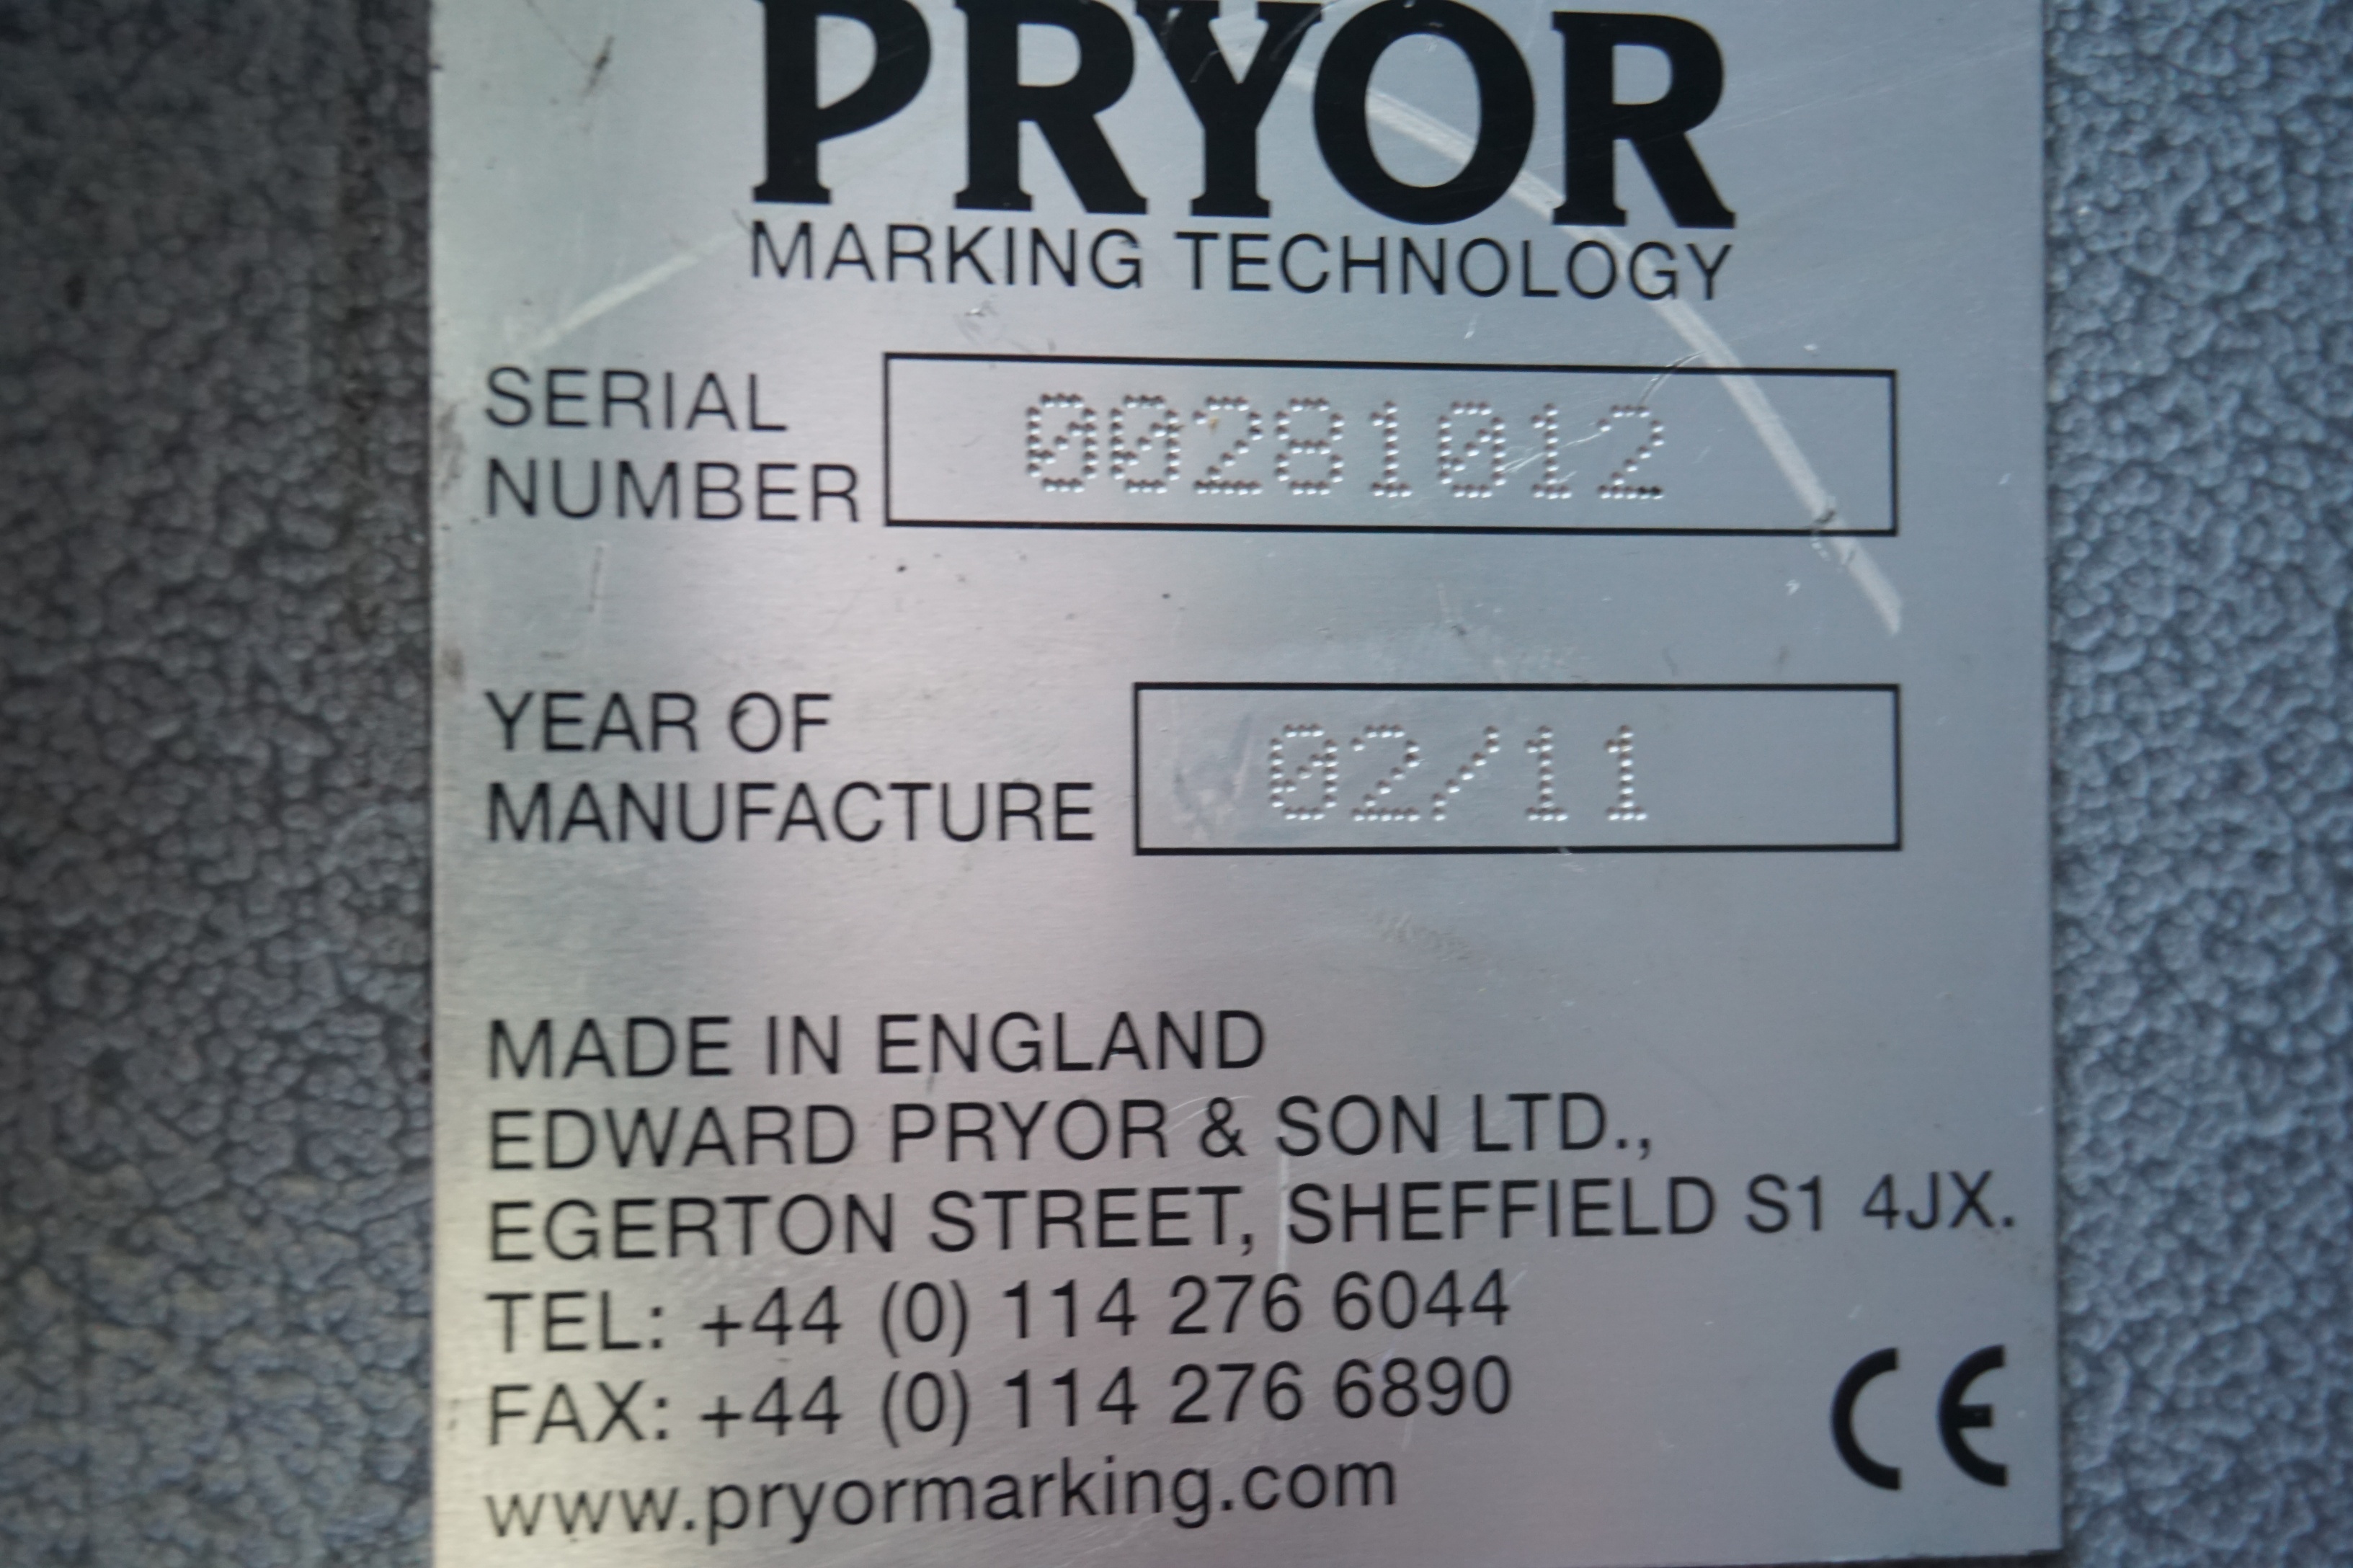 PRYOR
MARKING TECHNOLOGY
SERIAL
NUMBER
00281012
YEAR OF
MANUFACTURE
02/11
MADE IN ENGLAND
EDWARD PRYOR & SON LTD.,
EGERTON STREET, SHEFFIELD S1 4JX.
TEL: +44 (0) 114 276 6044
FAX: +44 (0) 114 276 6890
www.pryormarking.com
CE